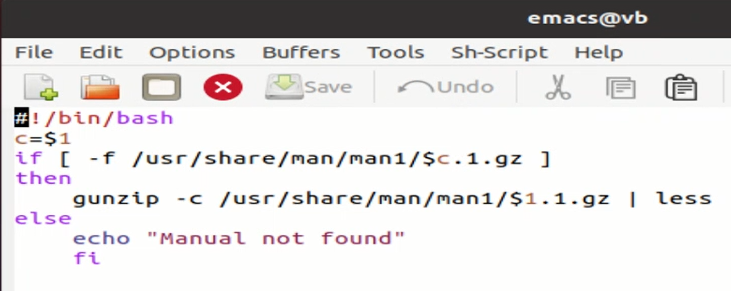 emacs@vb
File Edit Options Buffers Tools Sh-Script Help
Save Undo
#!/bin/bash
c=$1
if [ -f /usr/share/man/man1/$c.1.gz ]
then
    gunzip -c /usr/share/man/man1/$1.1.gz | less
else
    echo "Manual not found"
    fi